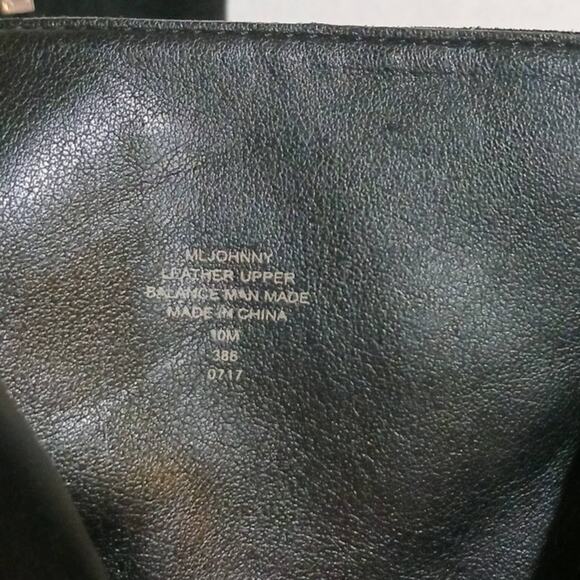 MLJOHNNY
LEATHER UPPER
BALANCE MAN MADE
MADE IN CHINA
10M
386
0717